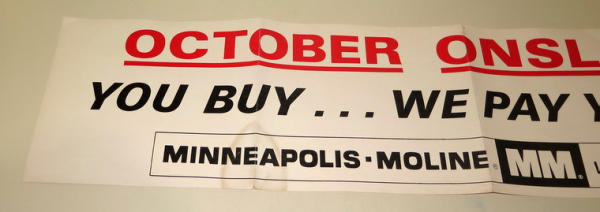 OCTOBER ONSL
YOU BUY... WE PAY Y
MINNEAPOLIS-MOLINE® MM®